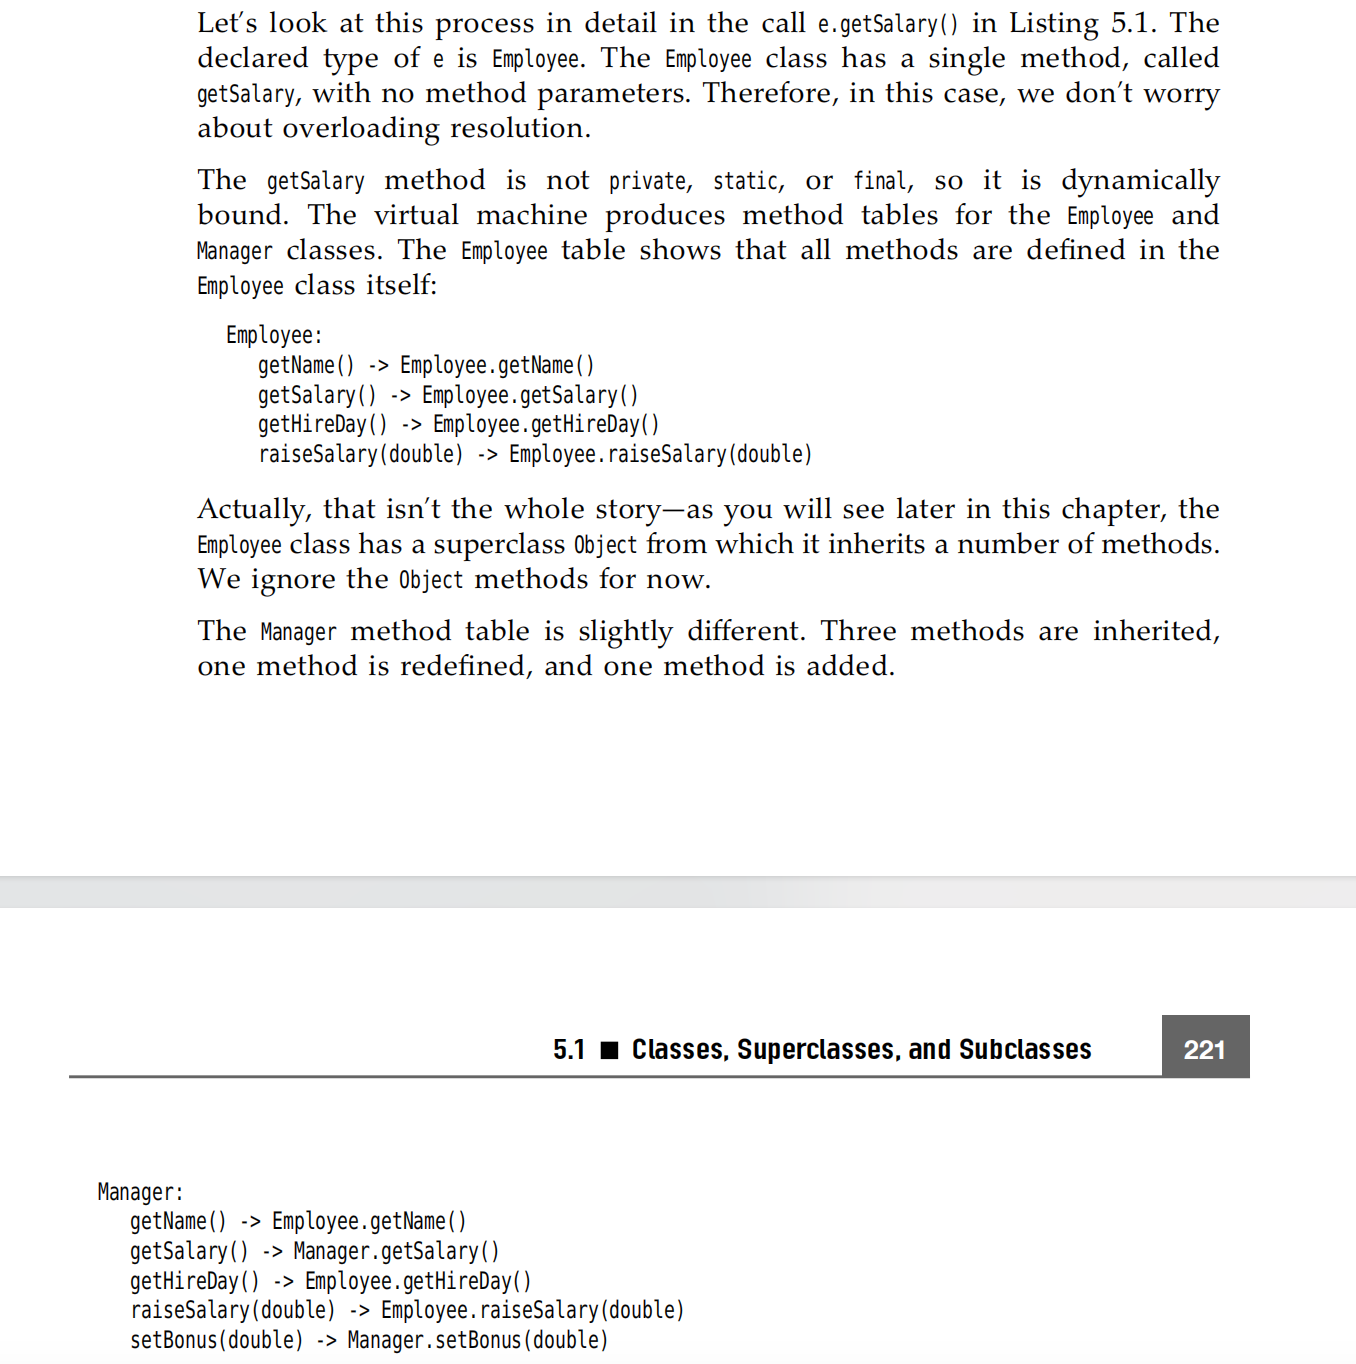 Let's look at this process in detail in the call e.getSalary() in Listing 5.1. The
declared type of e is Employee. The Employee class has a single method, called
getSalary, with no method parameters. Therefore, in this case, we don't worry
about overloading resolution.
The getSalary method is not private, static, or final, so it is dynamically
bound. The virtual machine produces method tables for the Employee and
Manager classes. The Employee table shows that all methods are defined in the
Employee class itself:
Employee:
getName() -> Employee.getName()
getSalary() -> Employee.getSalary()
getHireDay() -> Employee.getHireDay()
raiseSalary(double) -> Employee.raiseSalary(double)
Actually, that isn't the whole story—as you will see later in this chapter, the
Employee class has a superclass Object from which it inherits a number of methods.
We ignore the Object methods for now.
The Manager method table is slightly different. Three methods are inherited,
one method is redefined, and one method is added.
5.1 ■ Classes, Superclasses, and Subclasses 221
Manager:
getName() -> Employee.getName()
getSalary() -> Manager.getSalary()
getHireDay() -> Employee.getHireDay()
raiseSalary(double) -> Employee.raiseSalary(double)
setBonus(double) -> Manager.setBonus(double)